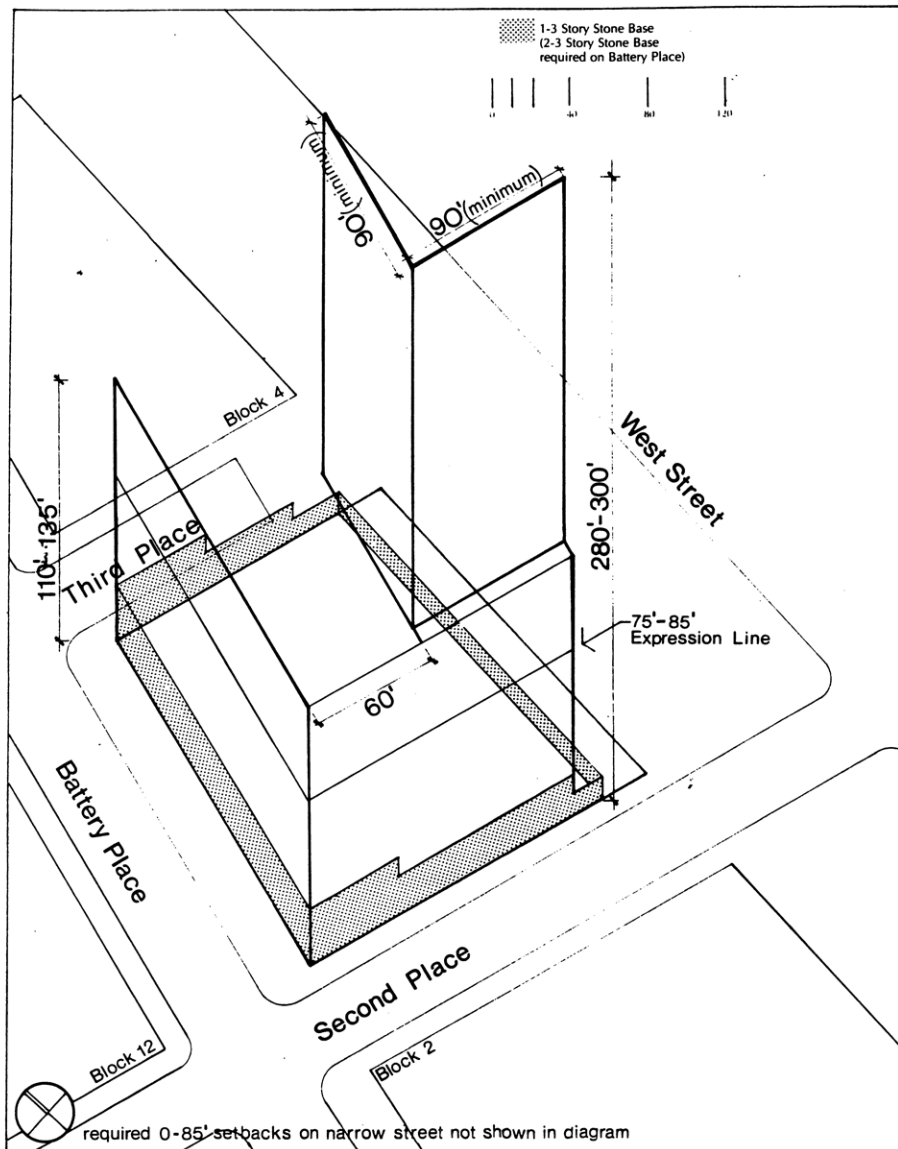 1-3 Story Stone Base
(2-3 Story Stone Base
required on Battery Place)
0 40 80 120
90'(minimum)
90'(minimum)
Block 4
West Street
110'-135'
280'-300'
Third Place
75'-85'
Expression Line
60'
Battery Place
Second Place
Block 12
Block 2
required 0-85' setbacks on narrow street not shown in diagram